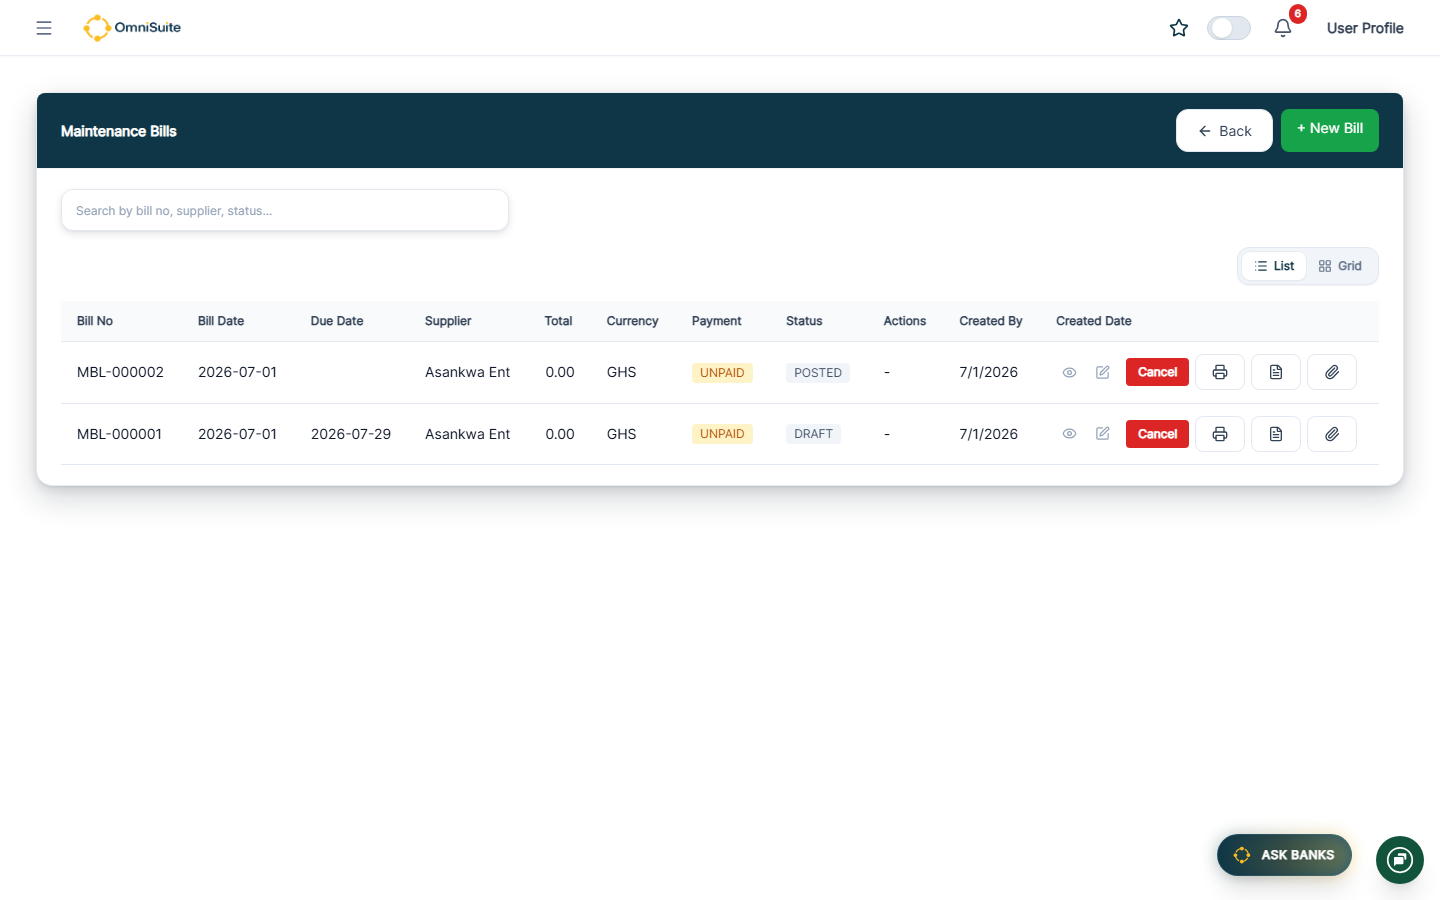 OmniSuite
6
User Profile
Maintenance Bills
Back
+ New Bill
Search by bill no, supplier, status...
List
Grid
Bill No Bill Date Due Date Supplier Total Currency Payment Status Actions Created By Created Date
MBL-000002 2026-07-01 Asankwa Ent 0.00 GHS UNPAID POSTED - 7/1/2026 Cancel
MBL-000001 2026-07-01 2026-07-29 Asankwa Ent 0.00 GHS UNPAID DRAFT - 7/1/2026 Cancel
ASK BANKS